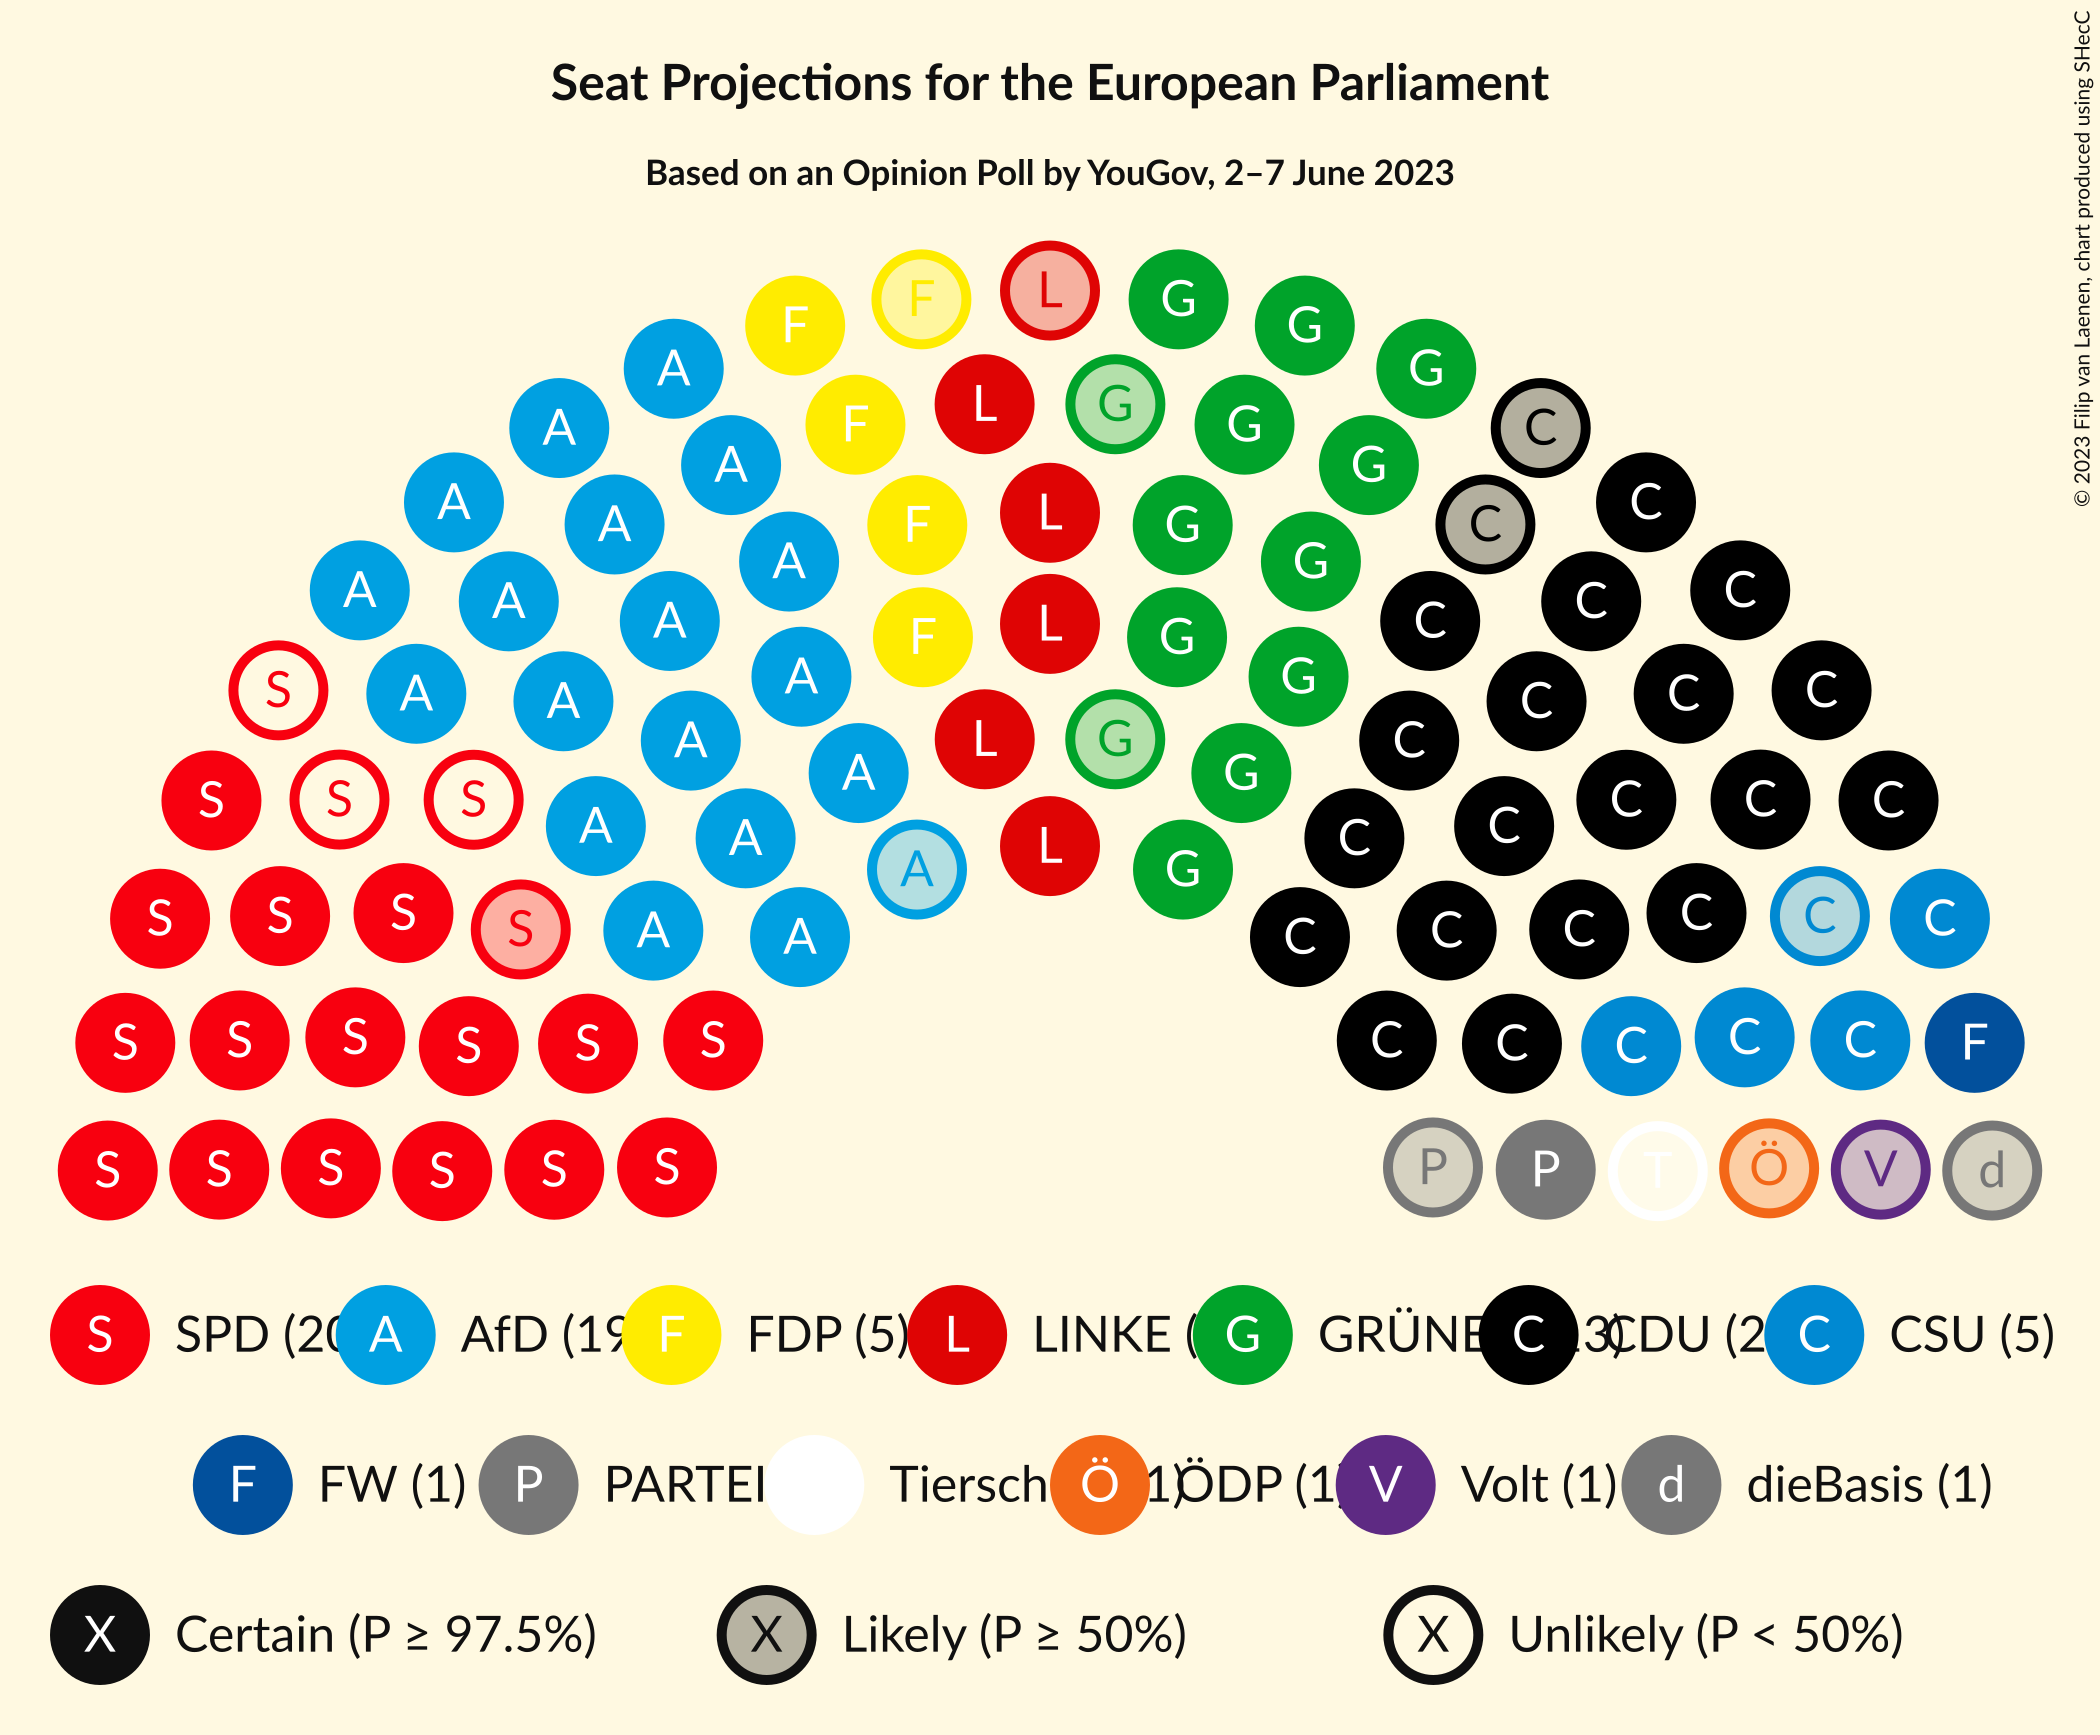 Seat Projections for the European Parliament
Based on an Opinion Poll by YouGov, 2–7 June 2023
© 2023 Filip van Laenen, chart produced using SHecC
F L G G
F G
A G
A F L G G C
A A G C
A F L G C
A A A G C C
A A F L G C C
S A A A G C C C
A A L G G C C
S S S A A C C C C
A A L C
S S S S A A A G C C C C C C
S S S S S S C C C C C F
S S S S S S P P T Ö V d
S SPD (20 A AfD (19 F FDP (5) L LINKE ( G GRÜNE C 3) CDU (2 C CSU (5)
F FW (1) P PARTEI Tiersch Ö 1) ÖDP (1 V Volt (1) d dieBasis (1)
X Certain (P ≥ 97.5%) X Likely (P ≥ 50%) X Unlikely (P < 50%)